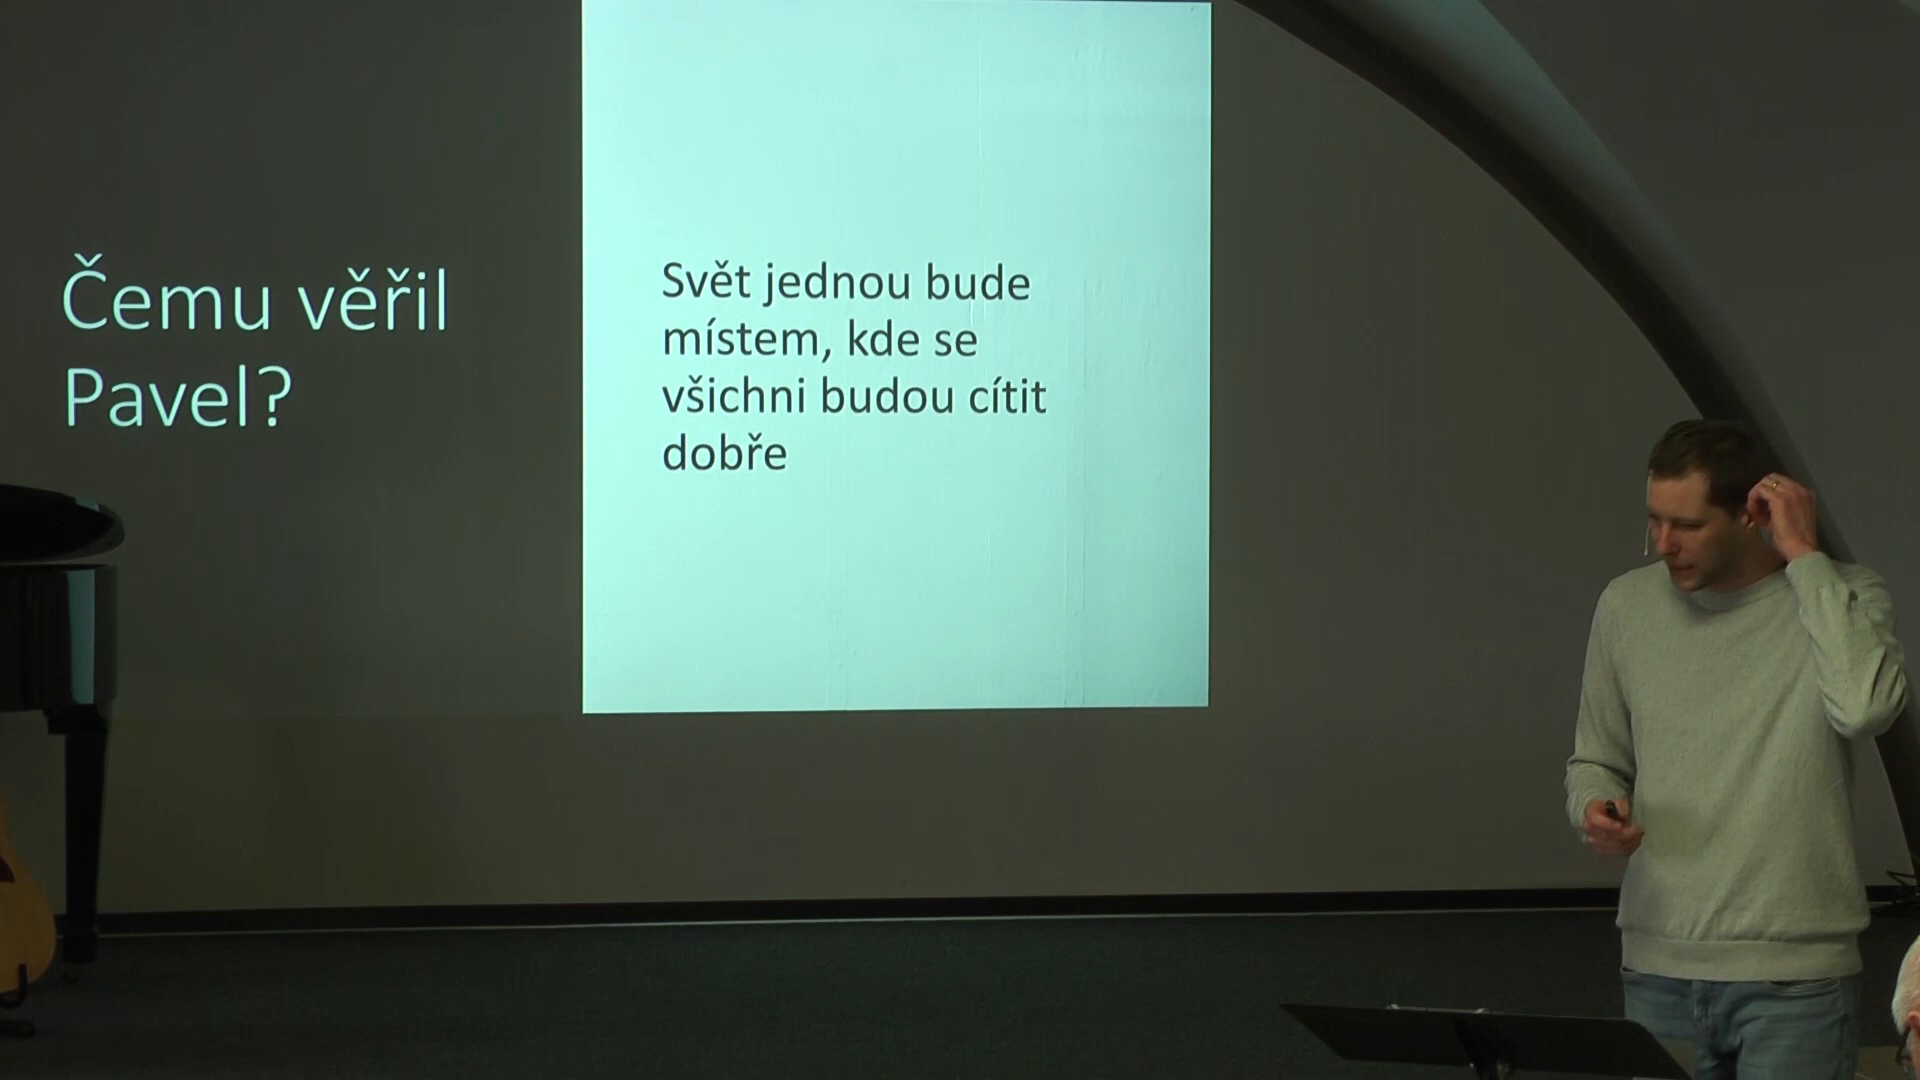 Čemu věřil
Pavel?
Svět jednou bude
místem, kde se
všichni budou cítit
dobře